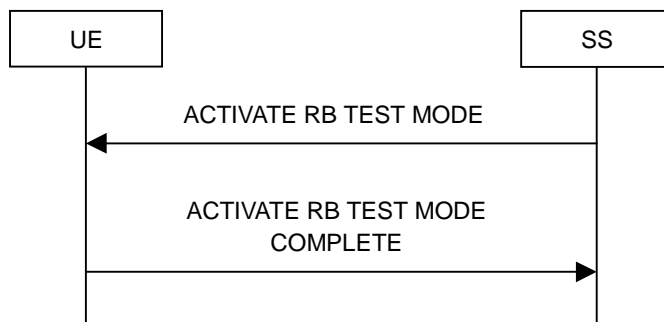 UE
SS
ACTIVATE RB TEST MODE
ACTIVATE RB TEST MODE
COMPLETE